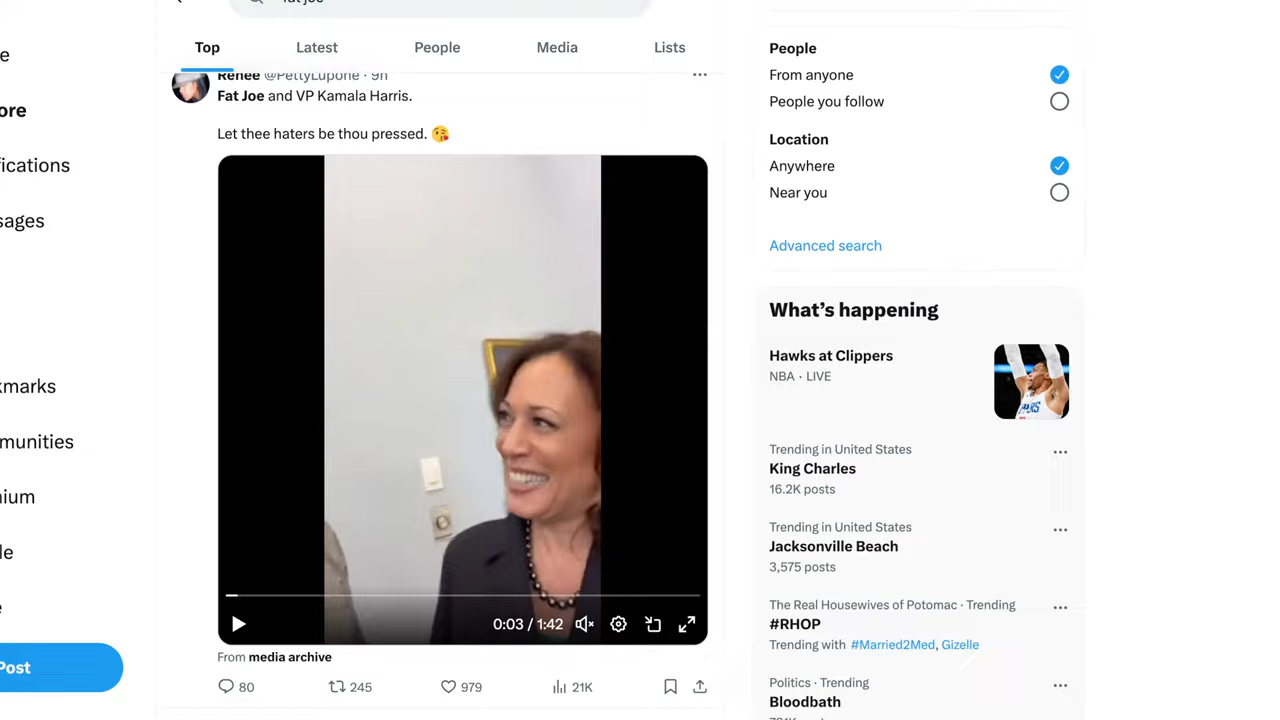 fat joe
Top
Latest
People
Media
Lists
Renee @PettyLupone · 9h
Fat Joe and VP Kamala Harris.
Let thee haters be thou pressed. 😘
0:03 / 1:42
From media archive
80
245
979
21K
e
ore
ications
sages
kmarks
munities
ium
le
e
Post
People
From anyone
People you follow
Location
Anywhere
Near you
Advanced search
What's happening
Hawks at Clippers
NBA · LIVE
Trending in United States
King Charles
16.2K posts
Trending in United States
Jacksonville Beach
3,575 posts
The Real Housewives of Potomac · Trending
#RHOP
Trending with #Married2Med, Gizelle
Politics · Trending
Bloodbath